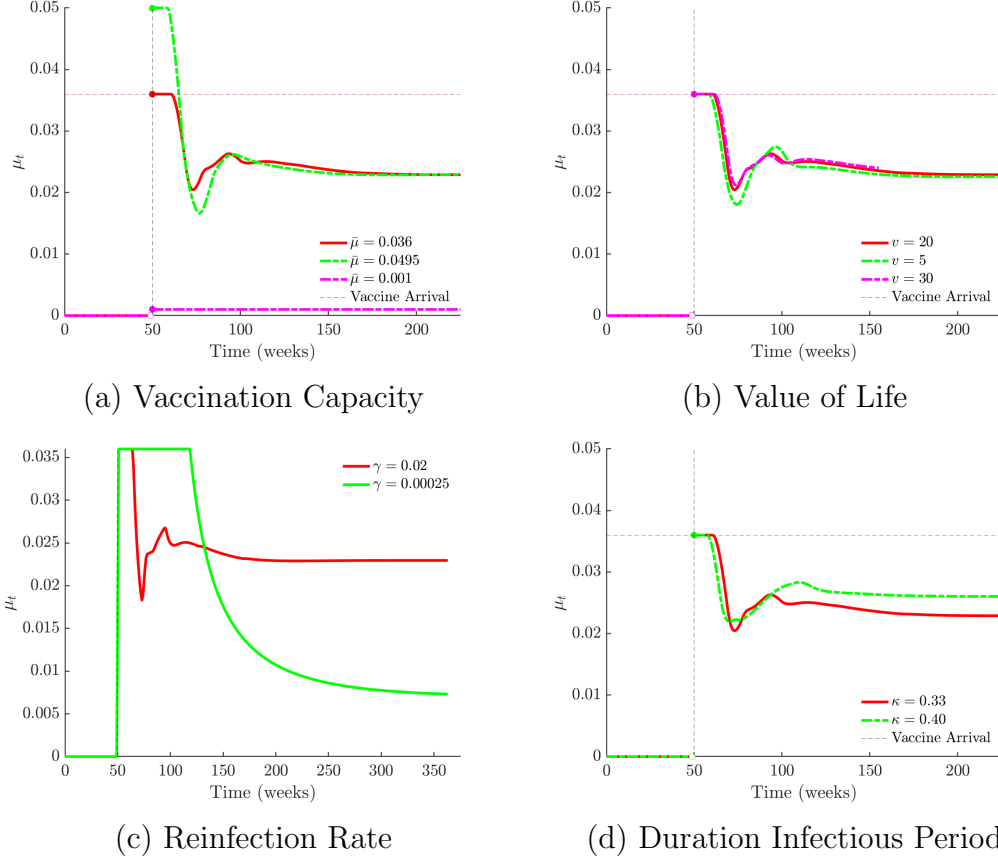 0.05
0.04
0.03
0.02
0.01
0
μ_t
μ̄ = 0.036
μ̄ = 0.0495
μ̄ = 0.001
Vaccine Arrival
0 50 100 150 200
Time (weeks)
(a) Vaccination Capacity
0.05
0.04
0.03
0.02
0.01
0
μ_t
v = 20
v = 5
v = 30
Vaccine Arrival
0 50 100 150 200
Time (weeks)
(b) Value of Life
0.035
0.03
0.025
0.02
0.015
0.01
0.005
0
μ_t
γ = 0.02
γ = 0.00025
0 50 100 150 200 250 300 350
Time (weeks)
(c) Reinfection Rate
0.05
0.04
0.03
0.02
0.01
0
μ_t
κ = 0.33
κ = 0.40
Vaccine Arrival
0 50 100 150 200
Time (weeks)
(d) Duration Infectious Period